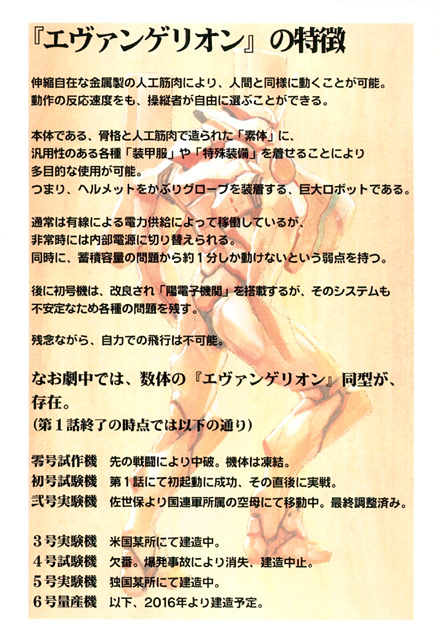 『エヴァンゲリオン』の特徴
伸縮自在な金属製の人工筋肉により、人間と同様に動くことが可能。
動作の反応速度をも、操縦者が自由に選ぶことができる。
本体である、骨格と人工筋肉で造られた「素体」に、
汎用性のある各種「装甲服」や「特殊装備」を着せることにより
多目的な使用が可能。
つまり、ヘルメットをかぶりグローブを装着する、巨大ロボットである。
通常は有線による電力供給によって稼働しているが、
非常時には内部電源に切り替えられる。
同時に、蓄積容量の問題から約１分しか動けないという弱点を持つ。
後に初号機は、改良され「陽電子機関」を搭載するが、そのシステムも
不安定なため各種の問題を残す。
残念ながら、自力での飛行は不可能。
なお劇中では、数体の『エヴァンゲリオン』同型が、
存在。
（第１話終了の時点では以下の通り）
零号試作機 先の戦闘により中破。機体は凍結。
初号試験機 第１話にて初起動に成功、その直後に実戦。
弐号実験機 佐世保より国連軍所属の空母にて移動中。最終調整済み。
３号実験機 米国某所にて建造中。
４号試験機 欠番。爆発事故により消失、建造中止。
５号実験機 独国某所にて建造中。
６号量産機 以下、2016年より建造予定。